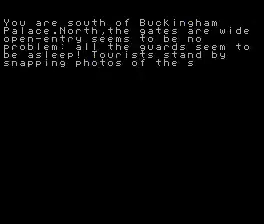 You are south of Buckingham
Palace.North,the gates are wide
open-entry seems to be no
problem: all the guards seem to
be asleep! Tourists stand by
snapping photos of the s